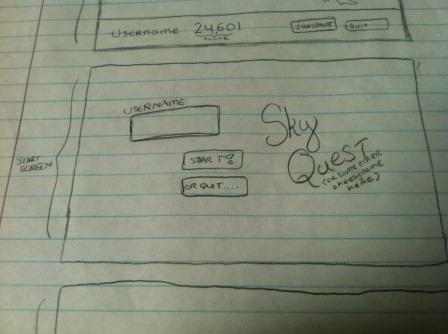 Username 24601 START/PAUSE QUIT
SCORE
USERNAME:
START SCREEN
START!
OR QUIT....
Sky
QUEST
(OR SOME OTHER
CHEESY NAME
HERE)